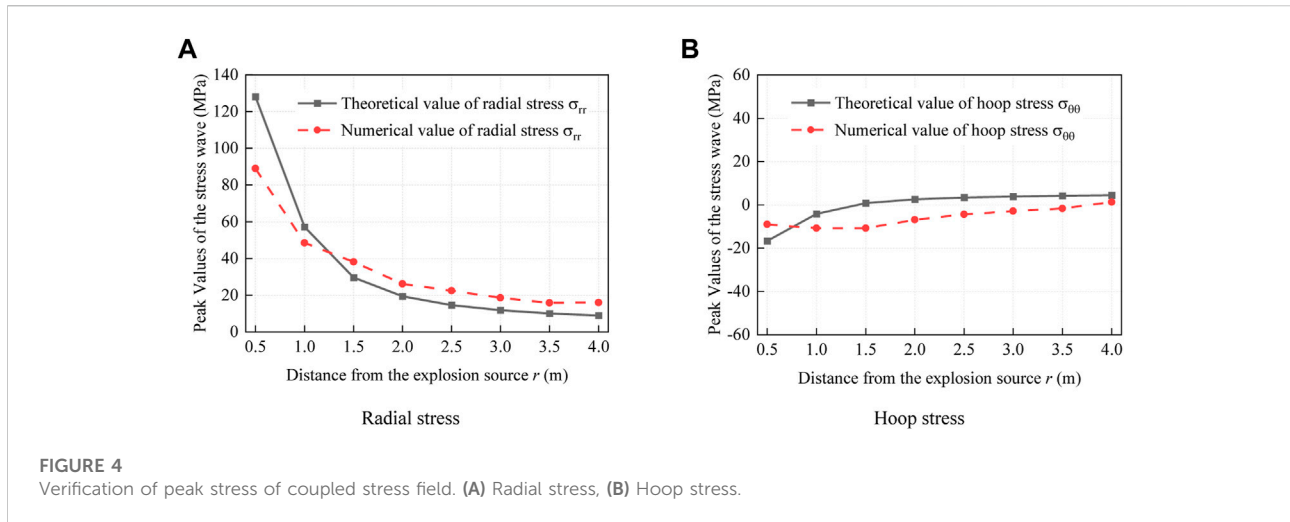 A
Peak Values of the stress wave (MPa)
140
120
100
80
60
40
20
0
Theoretical value of radial stress σrr
Numerical value of radial stress σrr
0.5 1.0 1.5 2.0 2.5 3.0 3.5 4.0
Distance from the explosion source r (m)
Radial stress
B
Peak Values of the stress wave (MPa)
60
40
20
0
-20
-40
-60
Theoretical value of hoop stress σθθ
Numerical value of hoop stress σθθ
0.5 1.0 1.5 2.0 2.5 3.0 3.5 4.0
Distance from the explosion source r (m)
Hoop stress
FIGURE 4
Verification of peak stress of coupled stress field. (A) Radial stress, (B) Hoop stress.